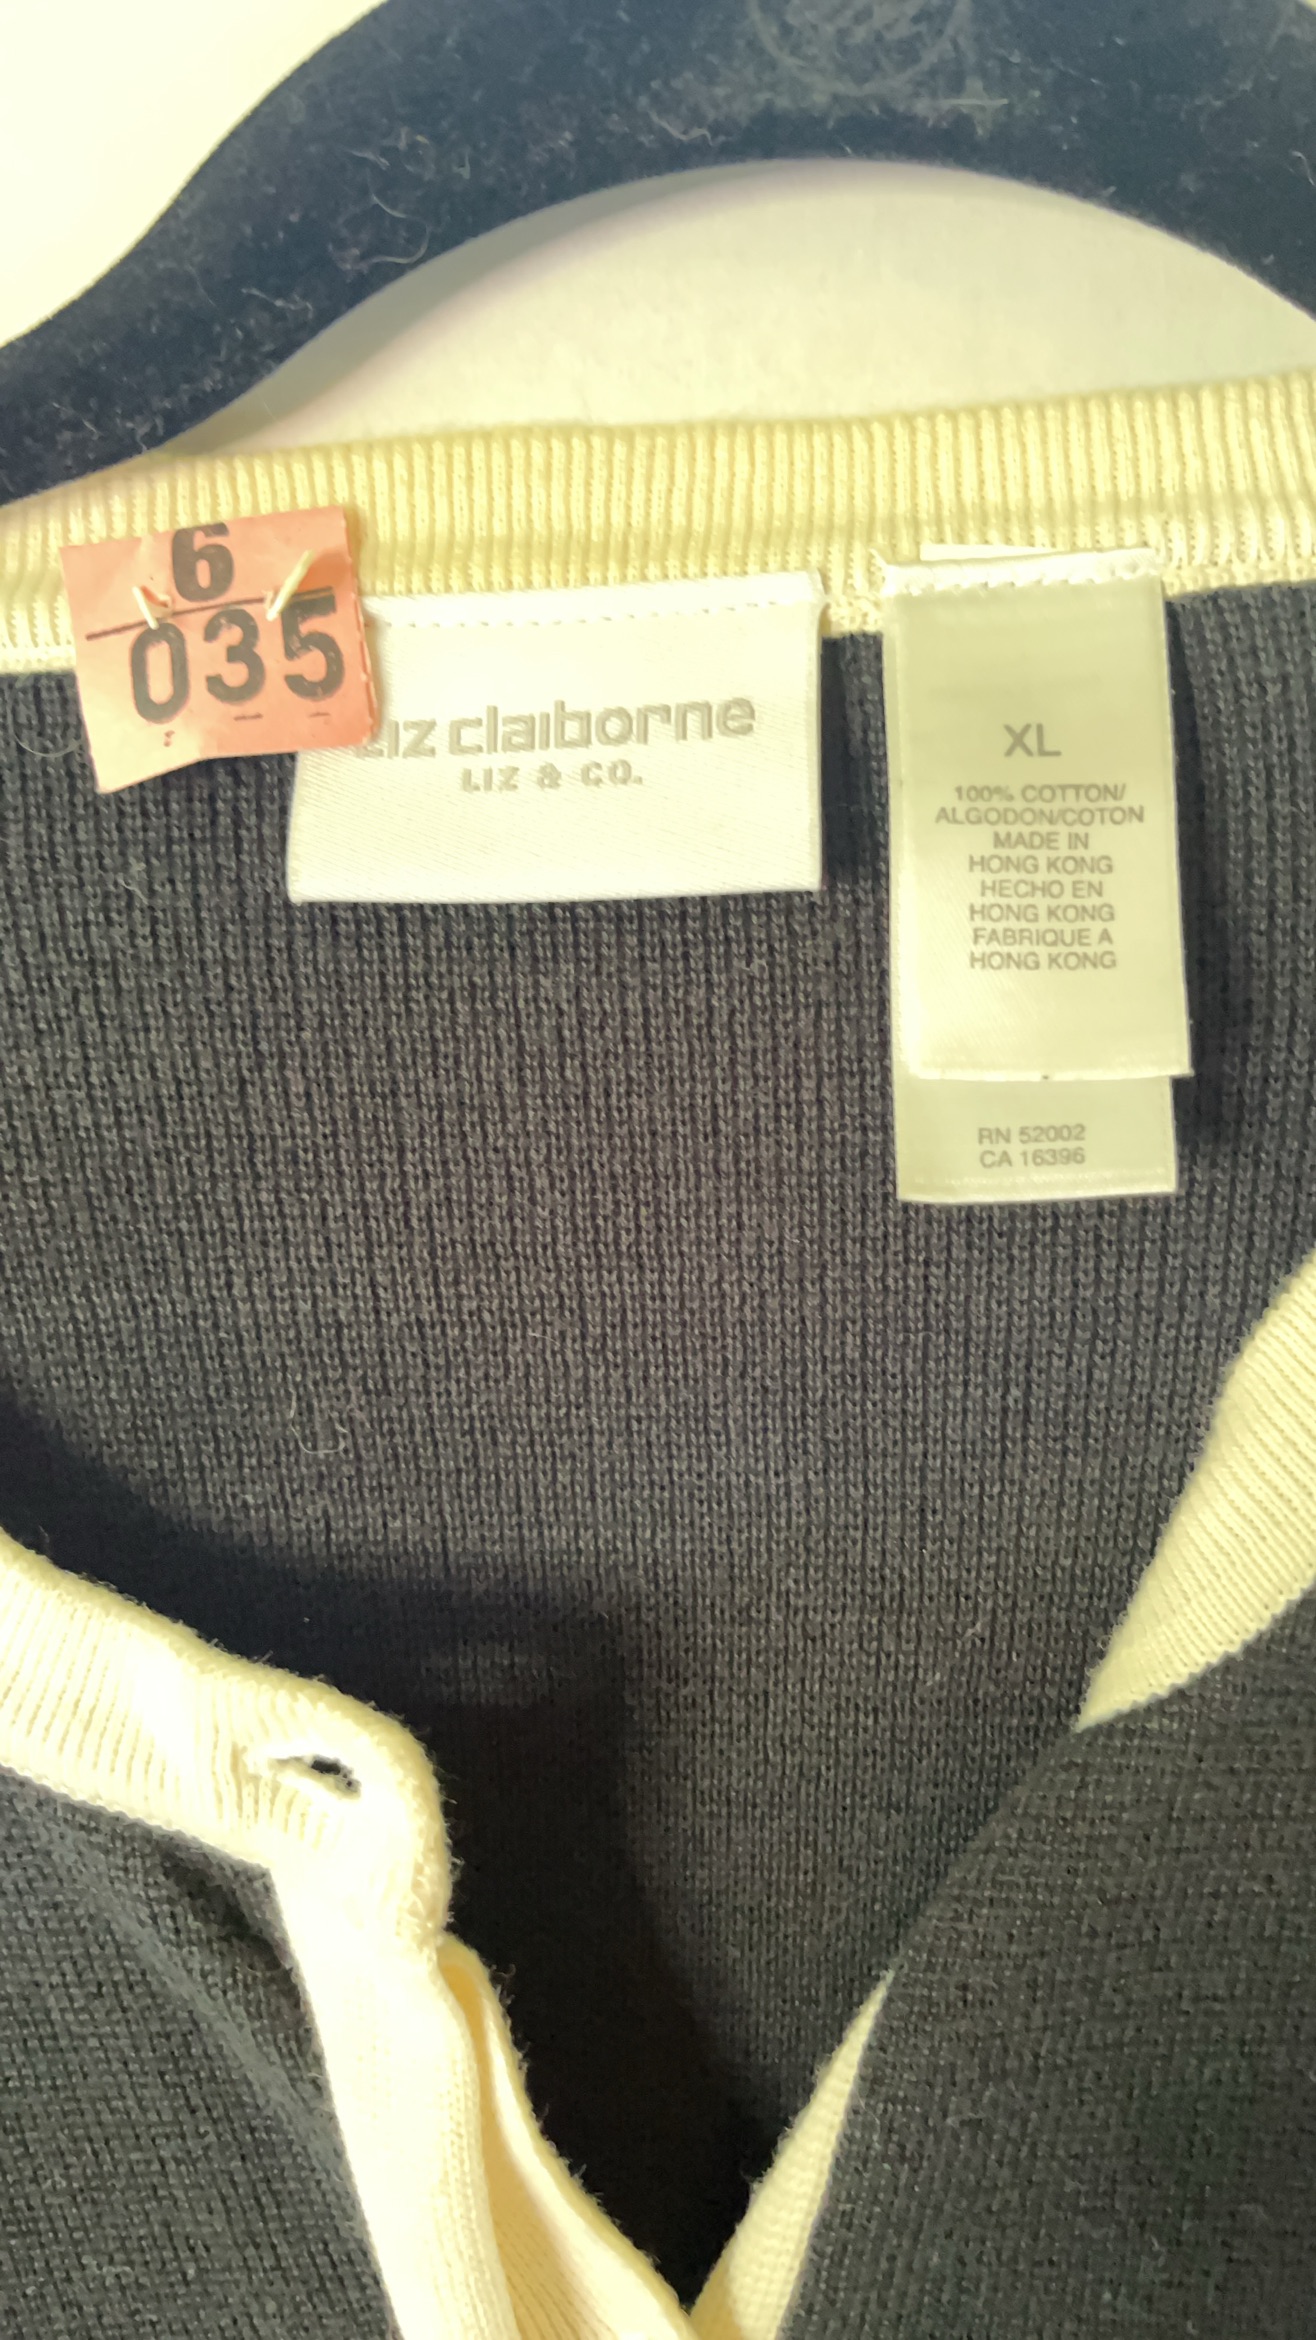 6
035
Liz claiborne
LIZ & CO.
XL
100% COTTON/
ALGODON/COTON
MADE IN
HONG KONG
HECHO EN
HONG KONG
FABRIQUE A
HONG KONG
RN 52002
CA 16396